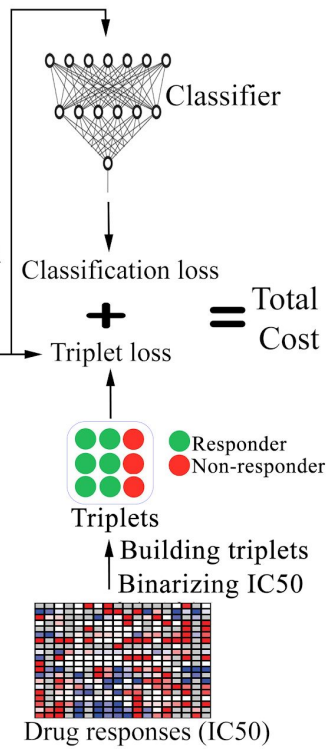 Classifier
Classification loss
+
= Total
Cost
Triplet loss
Responder
Non-responder
Triplets
Building triplets
Binarizing IC50
Drug responses (IC50)